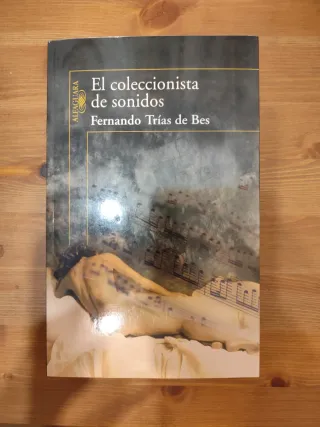 El coleccionista
de sonidos
Fernando Trías de Bes
ALFAGUARA